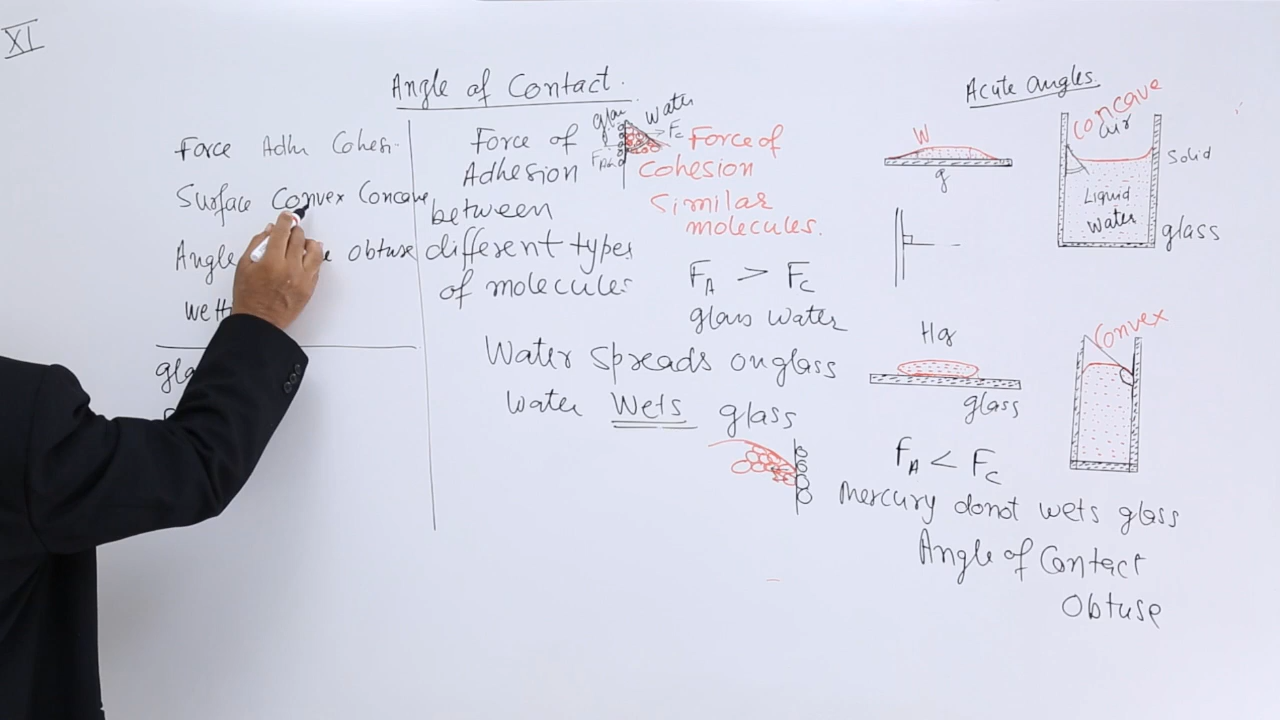 XI
Angle of Contact.
Force Adhe Cohesi.
Surface Convex Concave
Angle obtuse
Force of
Adhesion
between
different types
of molecules
water
Fc
Force of
Cohesion
Similar
molecules.
FA > FC
glass water
Water spreads on glass
water Wets glass
Acute angles.
W
g
Concave
air
Solid
Liquid
water
glass
Hg
glass
Convex
FA < FC
Mercury donot wets glass
Angle of Contact
Obtuse